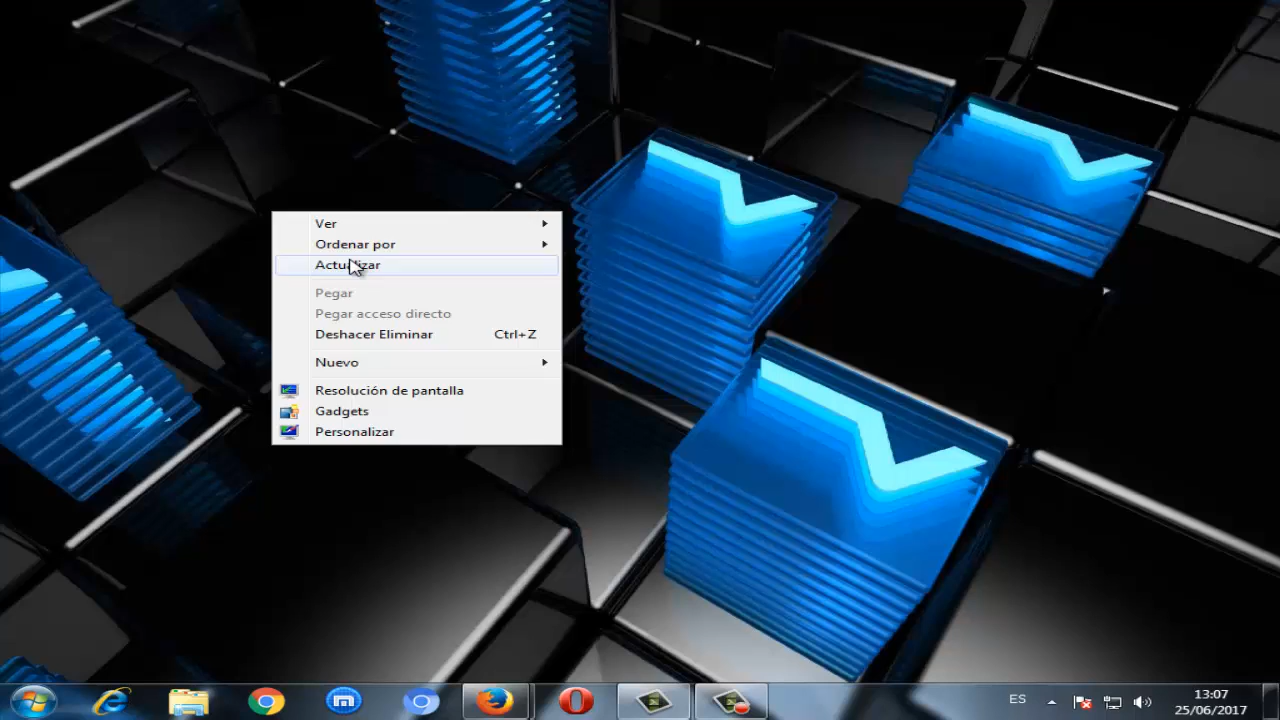 Ver
Ordenar por
Actualizar
Pegar
Pegar acceso directo
Deshacer Eliminar Ctrl+Z
Nuevo
Resolución de pantalla
Gadgets
Personalizar
ES
13:07
25/06/2017